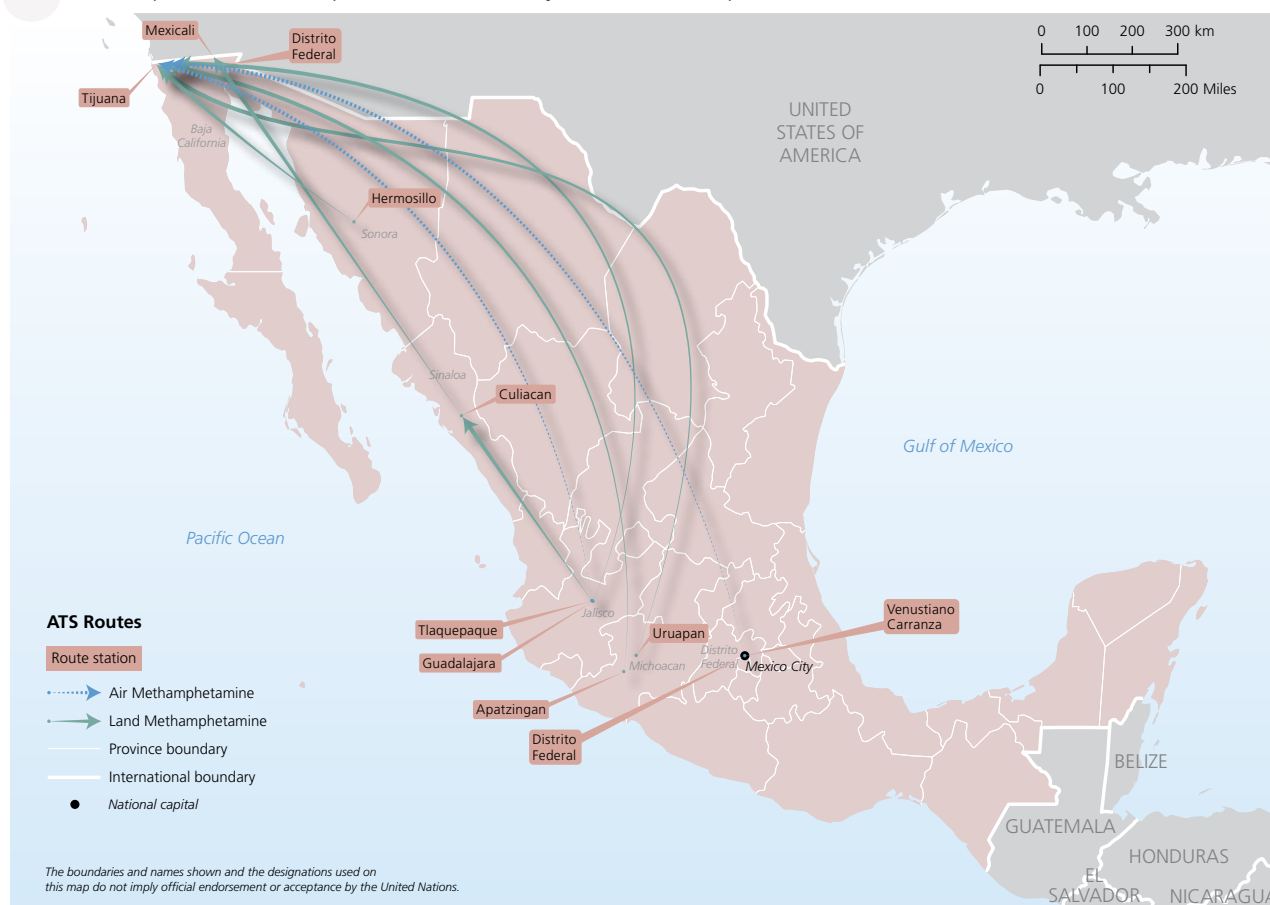 Mexicali
Distrito
Federal
Tijuana
0 100 200 300 km
0 100 200 Miles
UNITED
STATES OF
AMERICA
Baja
California
Hermosillo
Sonora
Sinaloa
Culiacan
Gulf of Mexico
Pacific Ocean
Jalisco
Tlaquepaque
Guadalajara
Uruapan
Michoacan
Apatzingan
Distrito
Federal
Mexico City
Venustiano
Carranza
Distrito
Federal
BELIZE
GUATEMALA
HONDURAS
EL
SALVADOR
NICARAGUA
ATS Routes
Route station
Air Methamphetamine
Land Methamphetamine
Province boundary
International boundary
National capital
The boundaries and names shown and the designations used on
this map do not imply official endorsement or acceptance by the United Nations.